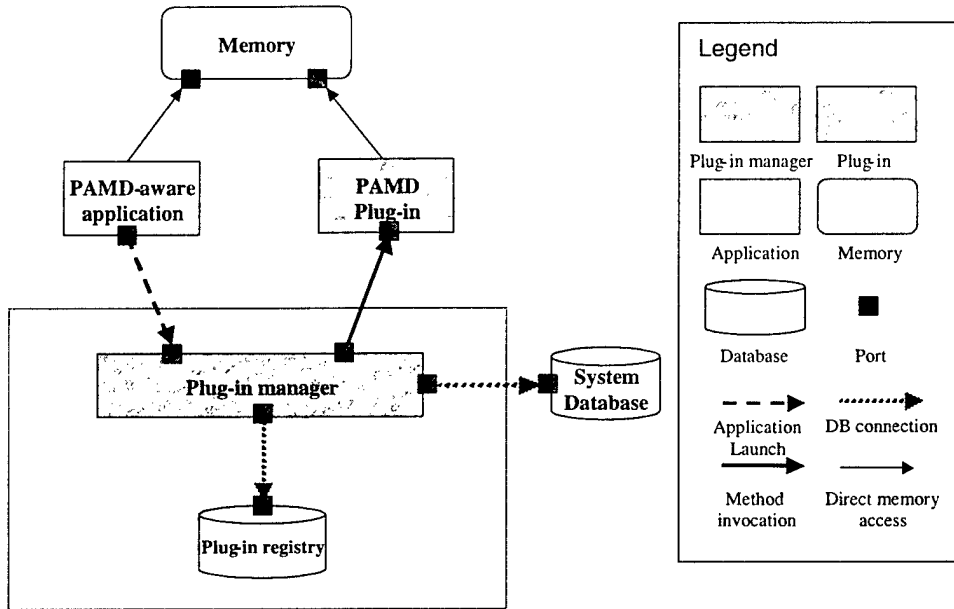 Memory
PAMD-aware
application
PAMD
Plug-in
Plug-in manager
System
Database
Plug-in registry
Legend
Plug-in manager
Plug-in
Application
Memory
Database
Port
Application
Launch
DB connection
Method
invocation
Direct memory
access